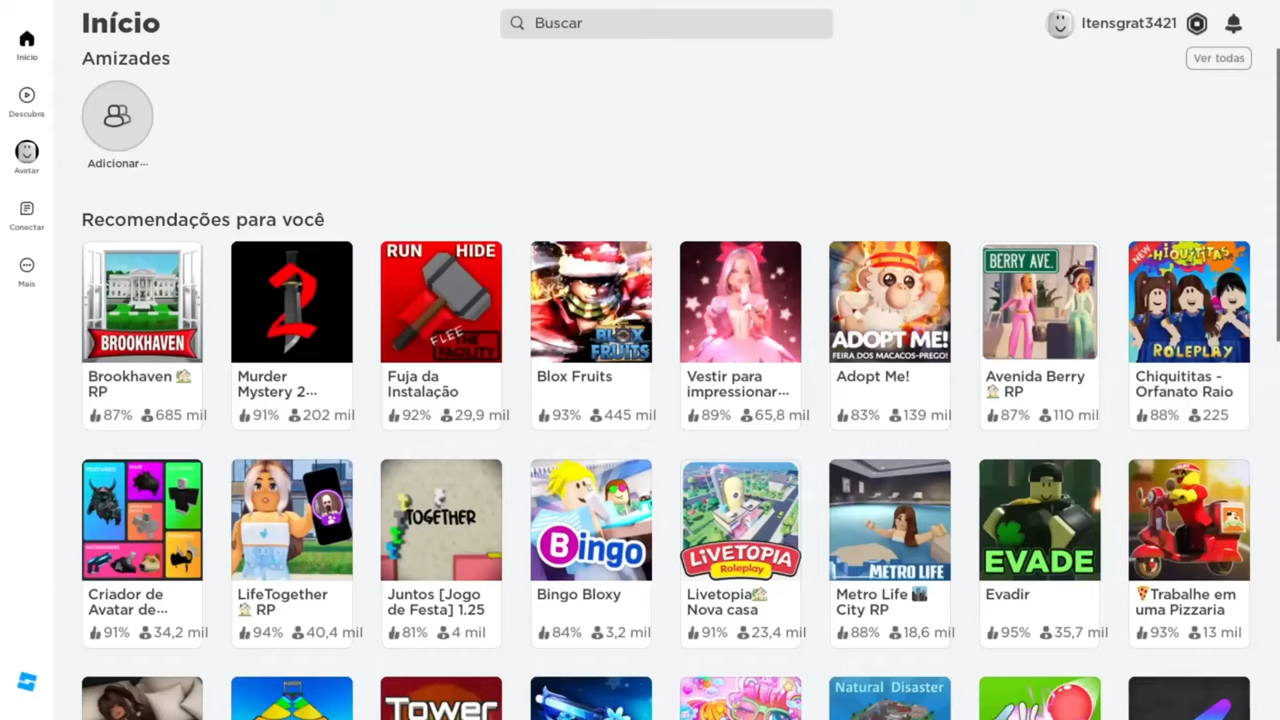 Início
Buscar
Itensgrat3421
Amizades
Ver todas
Adicionar···
Início
Descubra
Avatar
Conectar
Mais
Recomendações para você
BROOKHAVEN
2
RUN HIDE
FLEE
THE
FACILITY
BLOX
FRUITS
ADOPT ME!
FEIRA DOS MACACOS-PREGO!
BERRY AVE.
NEW
CHIQUITITAS
ROLEPLAY
Brookhaven 🏡
RP
87% 685 mil
Murder
Mystery 2···
91% 202 mil
Fuja da
Instalação
92% 29,9 mil
Blox Fruits
93% 445 mil
Vestir para
impressionar···
89% 65,8 mil
Adopt Me!
83% 139 mil
Avenida Berry
🏠 RP
87% 110 mil
Chiquititas -
Orfanato Raio
88% 225
TOGETHER
Bingo
LIVETOPIA
Roleplay
METRO LIFE
EVADE
Criador de
Avatar de···
91% 34,2 mil
LifeTogether
🏠 RP
94% 40,4 mil
Juntos [Jogo
de Festa] 1.25
81% 4 mil
Bingo Bloxy
84% 3,2 mil
Livetopia🏡
Nova casa
91% 23,4 mil
Metro Life 🏙️
City RP
88% 18,6 mil
Evadir
95% 35,7 mil
🍕Trabalhe em
uma Pizzaria
93% 13 mil
Tower
Natural Disaster